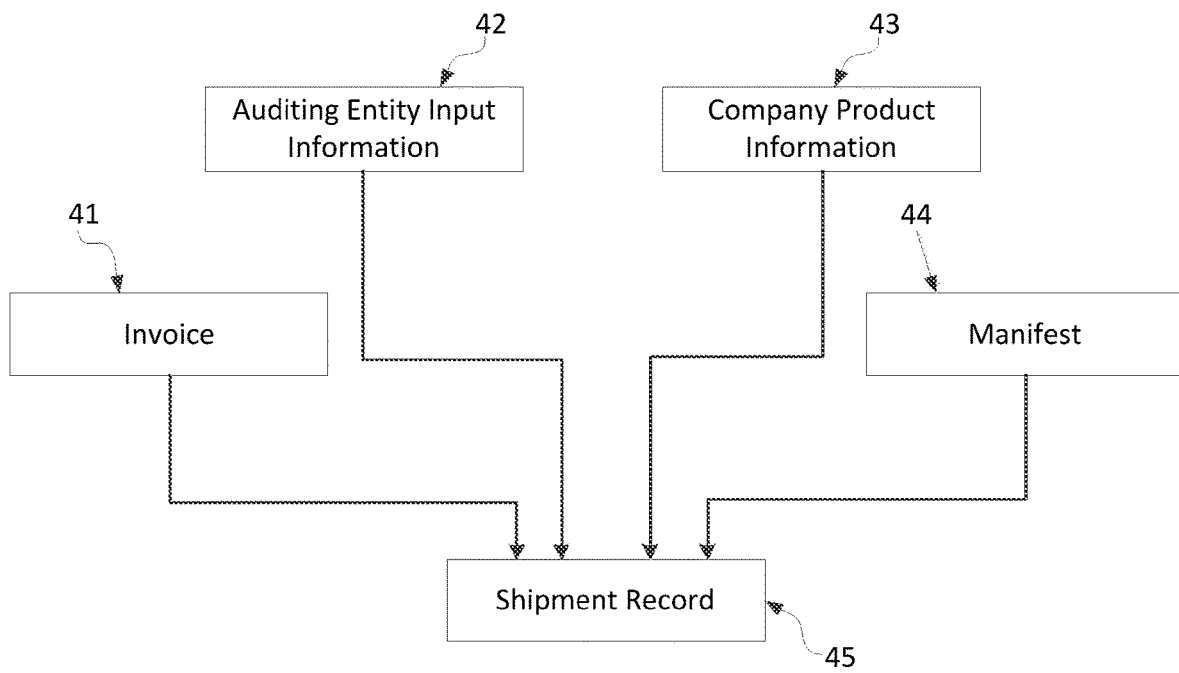 42
43
Auditing Entity Input
Information
Company Product
Information
41
44
Invoice
Manifest
Shipment Record
45